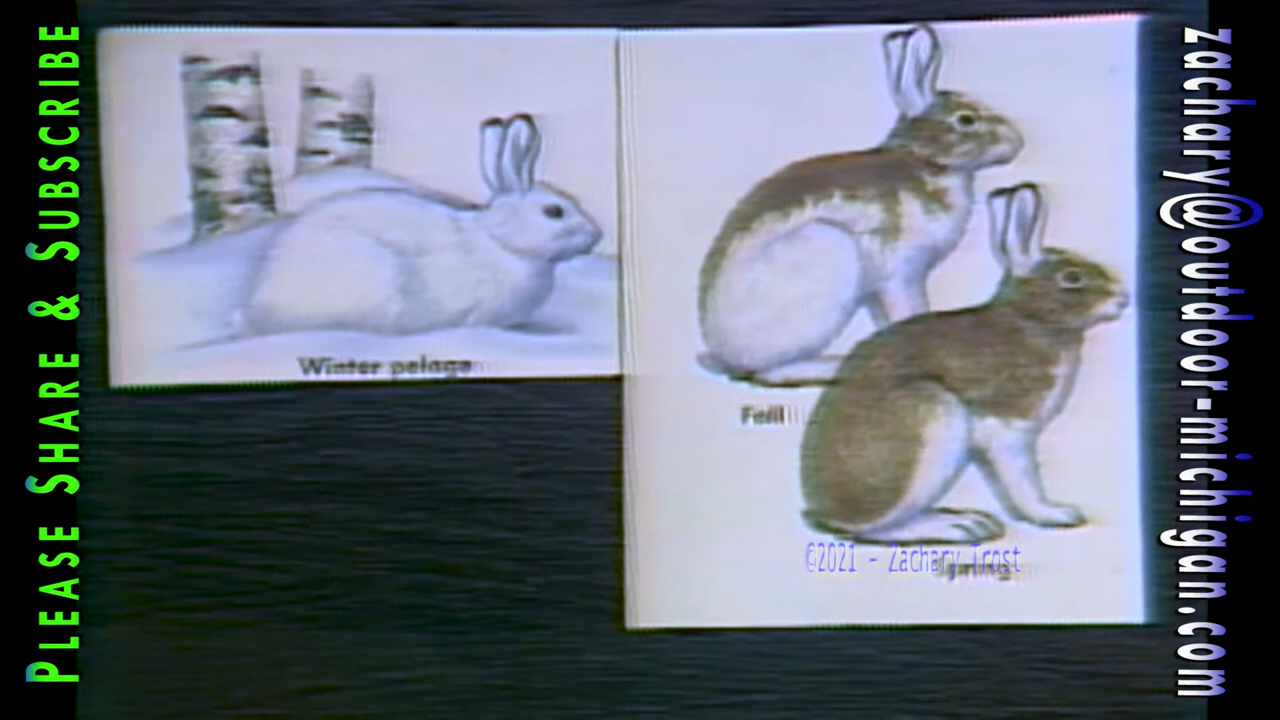 PLEASE SHARE & SUBSCRIBE
Winter pelage
Fall
©2021 - Zachary Trost
zachary@outdoor-michigan.com